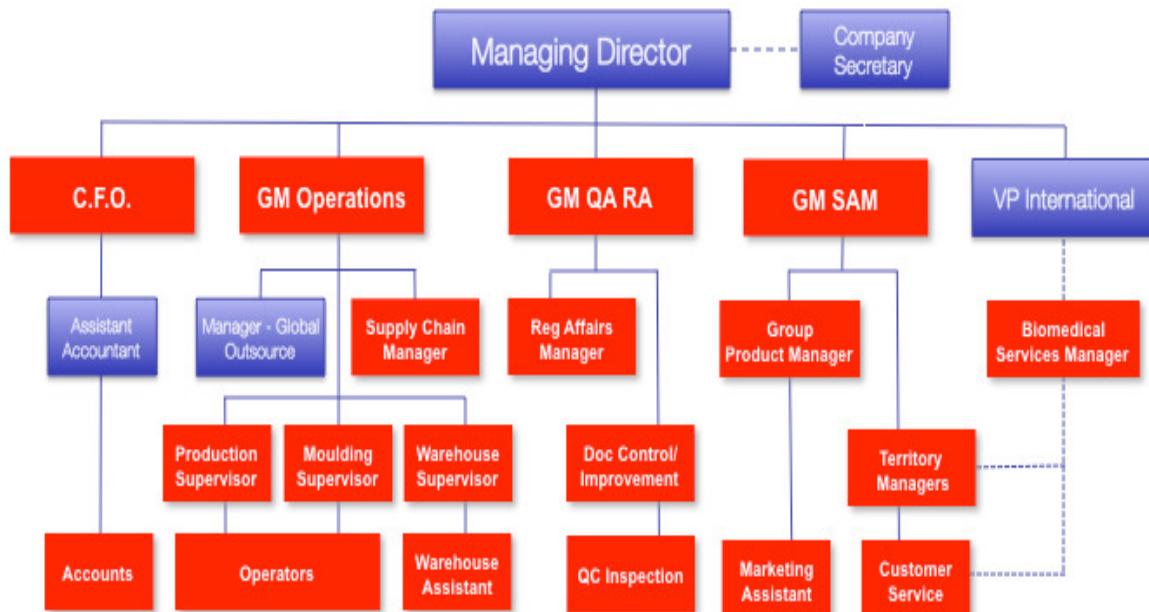 Managing Director
Company
Secretary
C.F.O.
GM Operations
GM QA RA
GM SAM
VP International
Assistant
Accountant
Manager - Global
Outsource
Supply Chain
Manager
Reg Affairs
Manager
Group
Product Manager
Biomedical
Services Manager
Production
Supervisor
Moulding
Supervisor
Warehouse
Supervisor
Doc Control/
Improvement
Territory
Managers
Accounts
Operators
Warehouse
Assistant
QC Inspection
Marketing
Assistant
Customer
Service